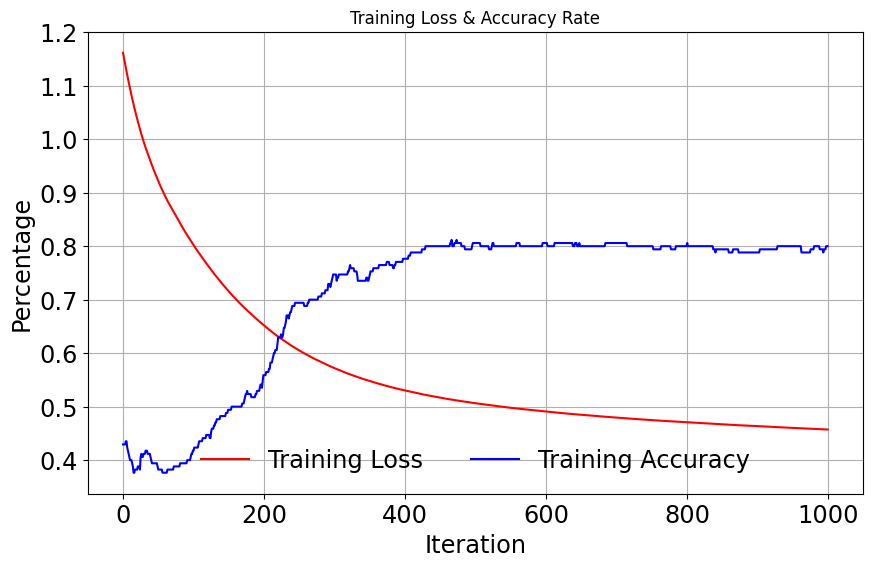 Training Loss & Accuracy Rate
1.2
1.1
1.0
0.9
0.8
0.7
0.6
0.5
0.4
Percentage
Training Loss Training Accuracy
0 200 400 600 800 1000
Iteration